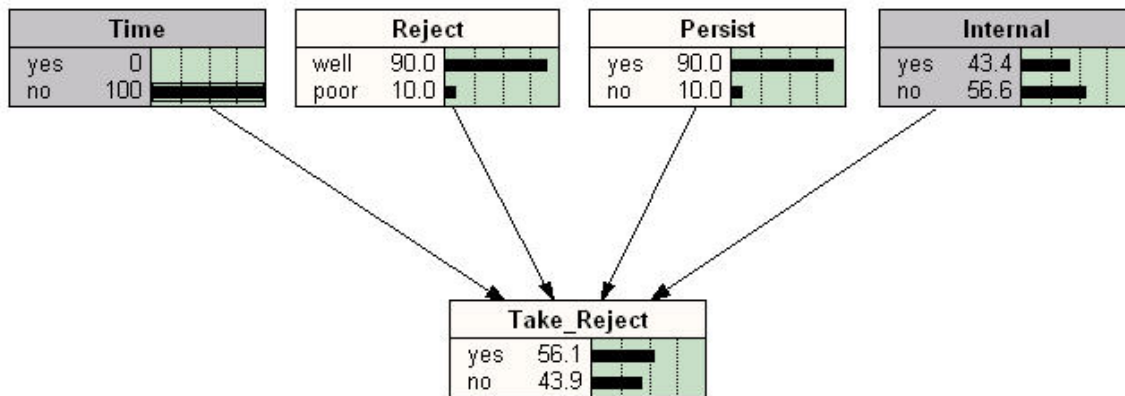 Time
yes 0
no 100
Reject
well 90.0
poor 10.0
Persist
yes 90.0
no 10.0
Internal
yes 43.4
no 56.6
Take_Reject
yes 56.1
no 43.9